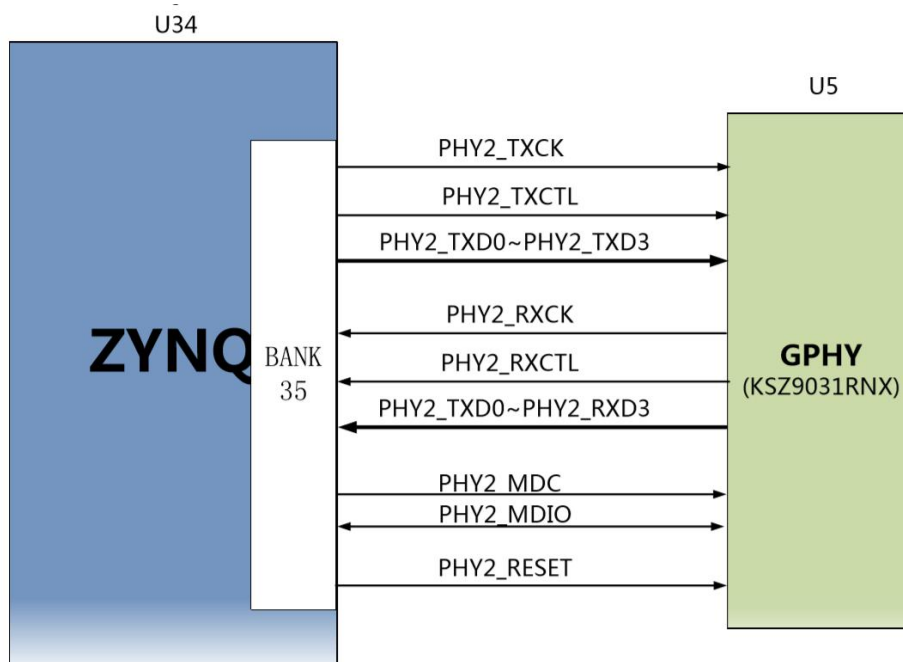 U34
U5
PHY2_TXCK
PHY2_TXCTL
PHY2_TXD0~PHY2_TXD3
PHY2_RXCK
ZYNQ
BANK
35
PHY2_RXCTL
GPHY
(KSZ9031RNX)
PHY2_TXD0~PHY2_RXD3
PHY2_MDC
PHY2_MDIO
PHY2_RESET